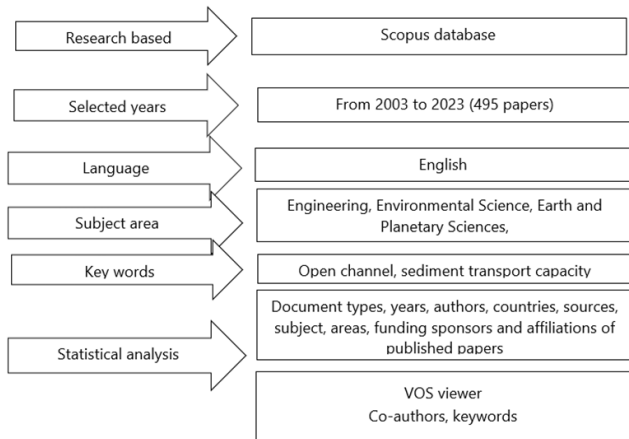 Research based
Scopus database
Selected years
From 2003 to 2023 (495 papers)
Language
English
Subject area
Engineering, Environmental Science, Earth and
Planetary Sciences,
Key words
Open channel, sediment transport capacity
Statistical analysis
Document types, years, authors, countries, sources,
subject, areas, funding sponsors and affiliations of
published papers
VOS viewer
Co-authors, keywords